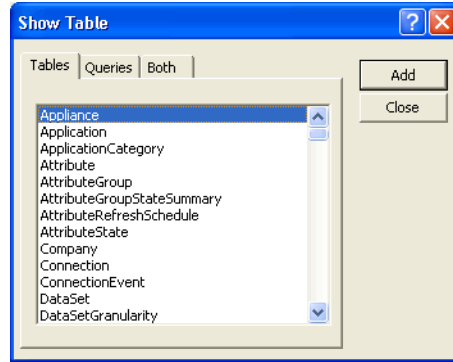 Show Table
Tables Queries Both
Add
Close
Appliance
Application
ApplicationCategory
Attribute
AttributeGroup
AttributeGroupStateSummary
AttributeRefreshSchedule
AttributeState
Company
Connection
ConnectionEvent
DataSet
DataSetGranularity